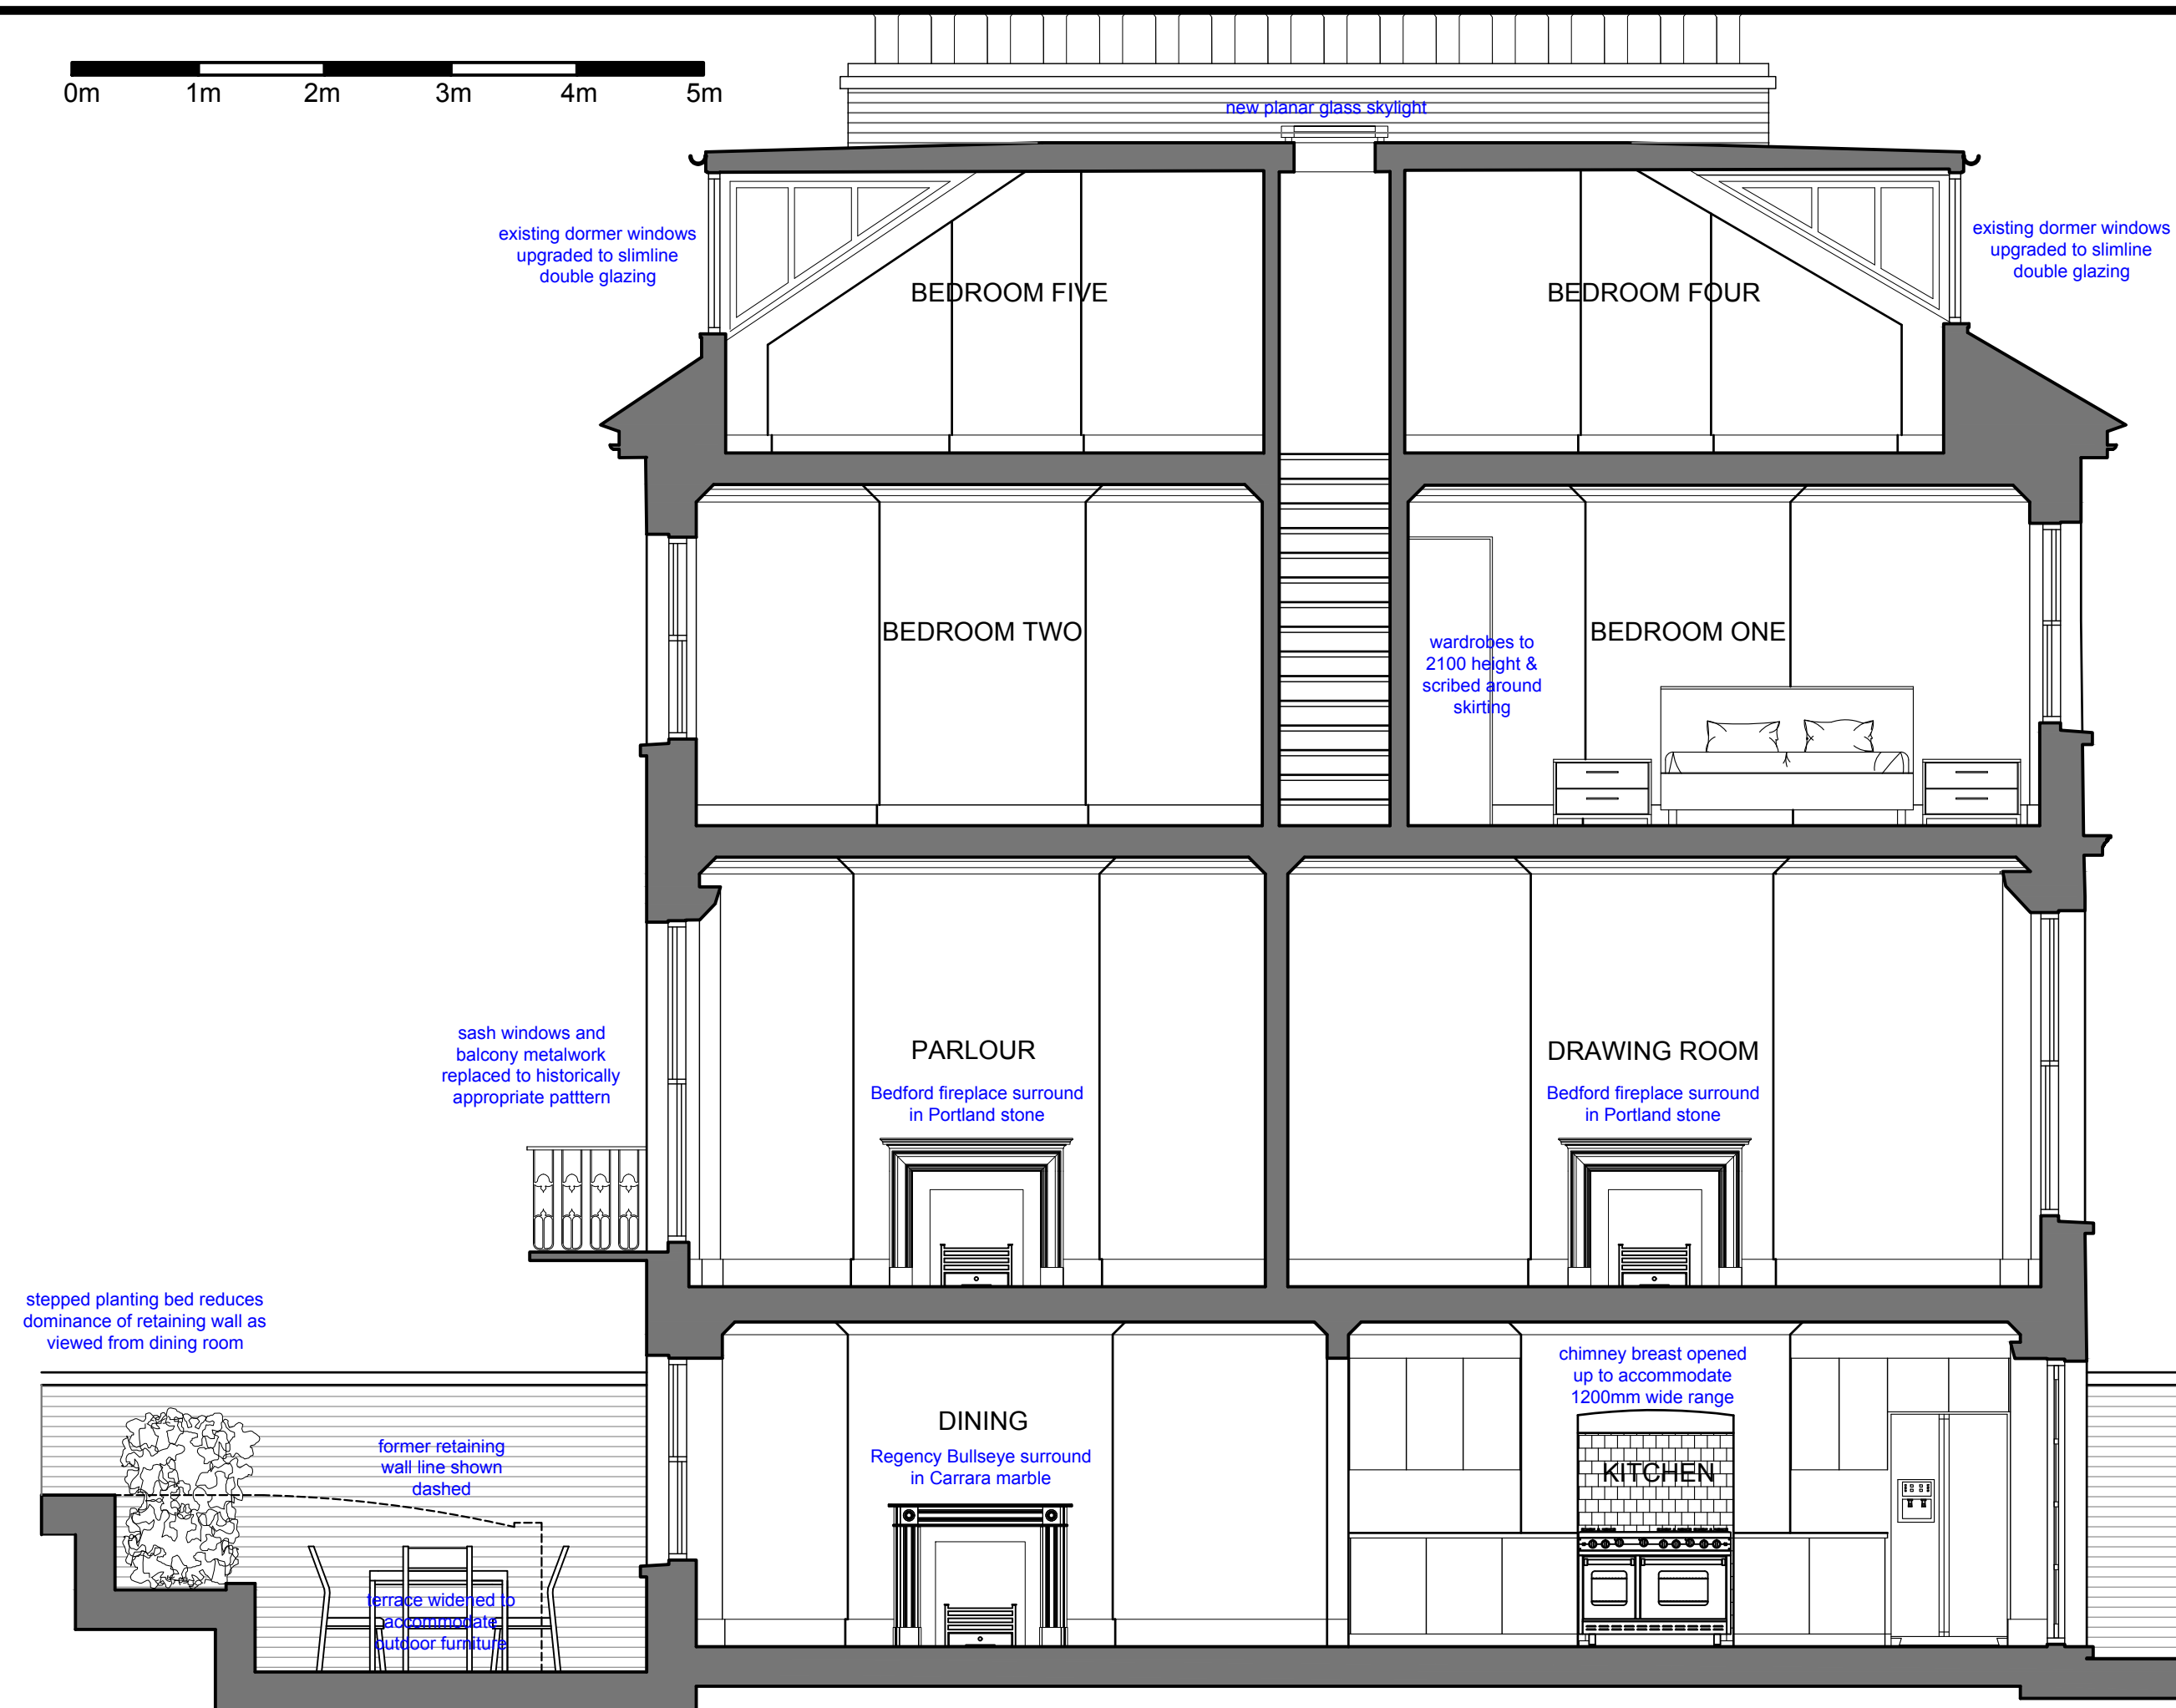 0m 1m 2m 3m 4m 5m
new planar glass skylight
existing dormer windows
upgraded to slimline
double glazing
existing dormer windows
upgraded to slimline
double glazing
BEDROOM FIVE
BEDROOM FOUR
BEDROOM TWO
wardrobes to
2100 height &
scribed around
skirting
BEDROOM ONE
sash windows and
balcony metalwork
replaced to historically
appropriate patttern
PARLOUR
Bedford fireplace surround
in Portland stone
DRAWING ROOM
Bedford fireplace surround
in Portland stone
stepped planting bed reduces
dominance of retaining wall as
viewed from dining room
former retaining
wall line shown
dashed
terrace widened to
accommodate
outdoor furniture
DINING
Regency Bullseye surround
in Carrara marble
chimney breast opened
up to accommodate
1200mm wide range
KITCHEN